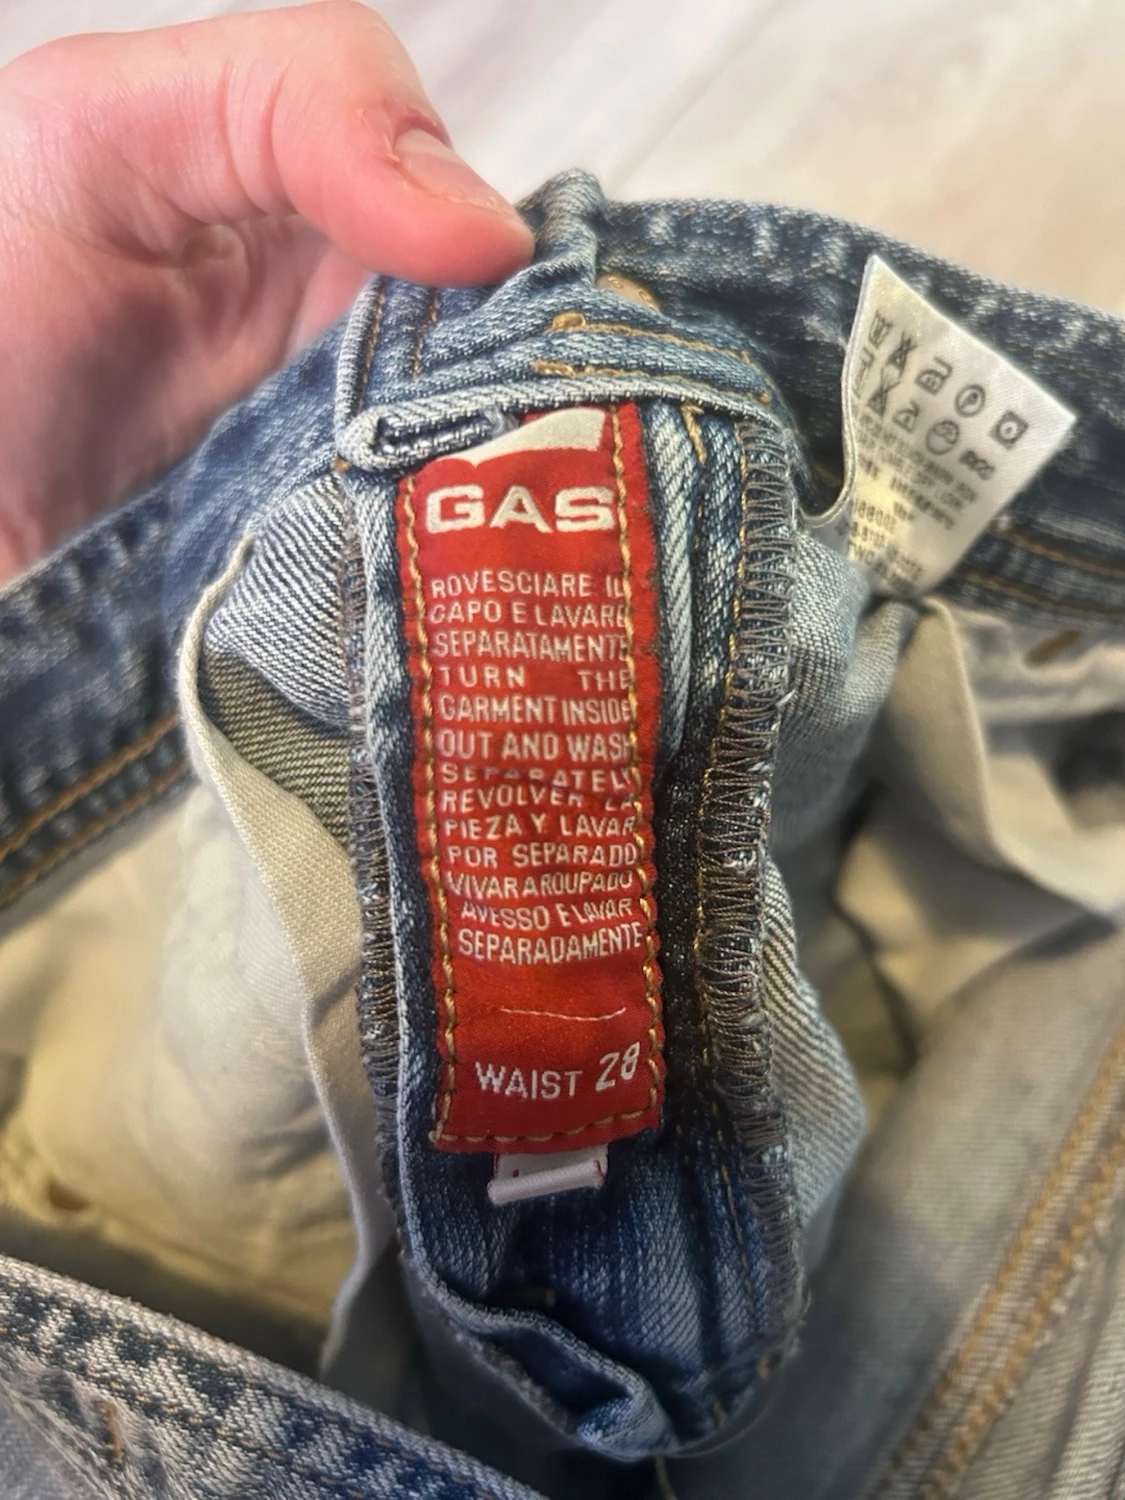 GAS
ROVESCIARE IL
CAPO E LAVARE
SEPARATAMENTE
TURN THE
GARMENT INSIDE
OUT AND WASH
SEPARATELY
REVOLVER LA
PIEZA Y LAVAR
POR SEPARADO
VIVAR A ROUPA DO
AVESSO E LAVAR
SEPARADAMENTE
WAIST 28